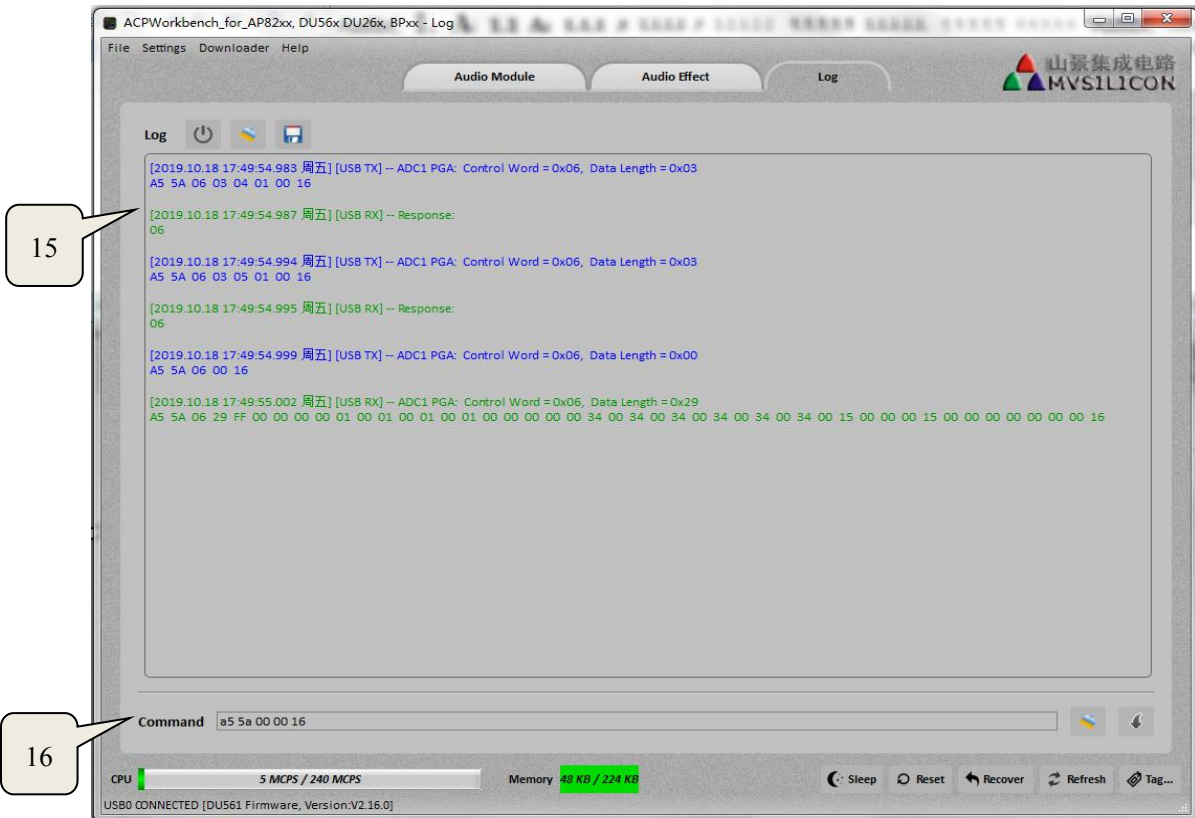 ACPWorkbench_for_AP82xx, DU56x DU26x, BPxx - Log
File Settings Downloader Help
Audio Module Audio Effect Log
山景集成电路
MVSILICON
Log
[2019.10.18 17:49:54.983 周五] [USB TX] -- ADC1 PGA: Control Word = 0x06, Data Length = 0x03
A5 5A 06 03 04 01 00 16
[2019.10.18 17:49:54.987 周五] [USB RX] -- Response:
06
15
[2019.10.18 17:49:54.994 周五] [USB TX] -- ADC1 PGA: Control Word = 0x06, Data Length = 0x03
A5 5A 06 03 05 01 00 16
[2019.10.18 17:49:54.995 周五] [USB RX] -- Response:
06
[2019.10.18 17:49:54.999 周五] [USB TX] -- ADC1 PGA: Control Word = 0x06, Data Length = 0x00
A5 5A 06 00 16
[2019.10.18 17:49:55.002 周五] [USB RX] -- ADC1 PGA: Control Word = 0x06, Data Length = 0x29
A5 5A 06 29 FF 00 00 00 00 01 00 01 00 01 00 01 00 00 00 00 00 34 00 34 00 34 00 34 00 34 00 34 00 15 00 00 00 15 00 00 00 00 00 00 00 16
Command a5 5a 00 00 16
16
CPU 5 MCPS / 240 MCPS Memory 48 KB / 224 KB Sleep Reset Recover Refresh Tag...
USB0 CONNECTED [DU561 Firmware, Version:V2.16.0]